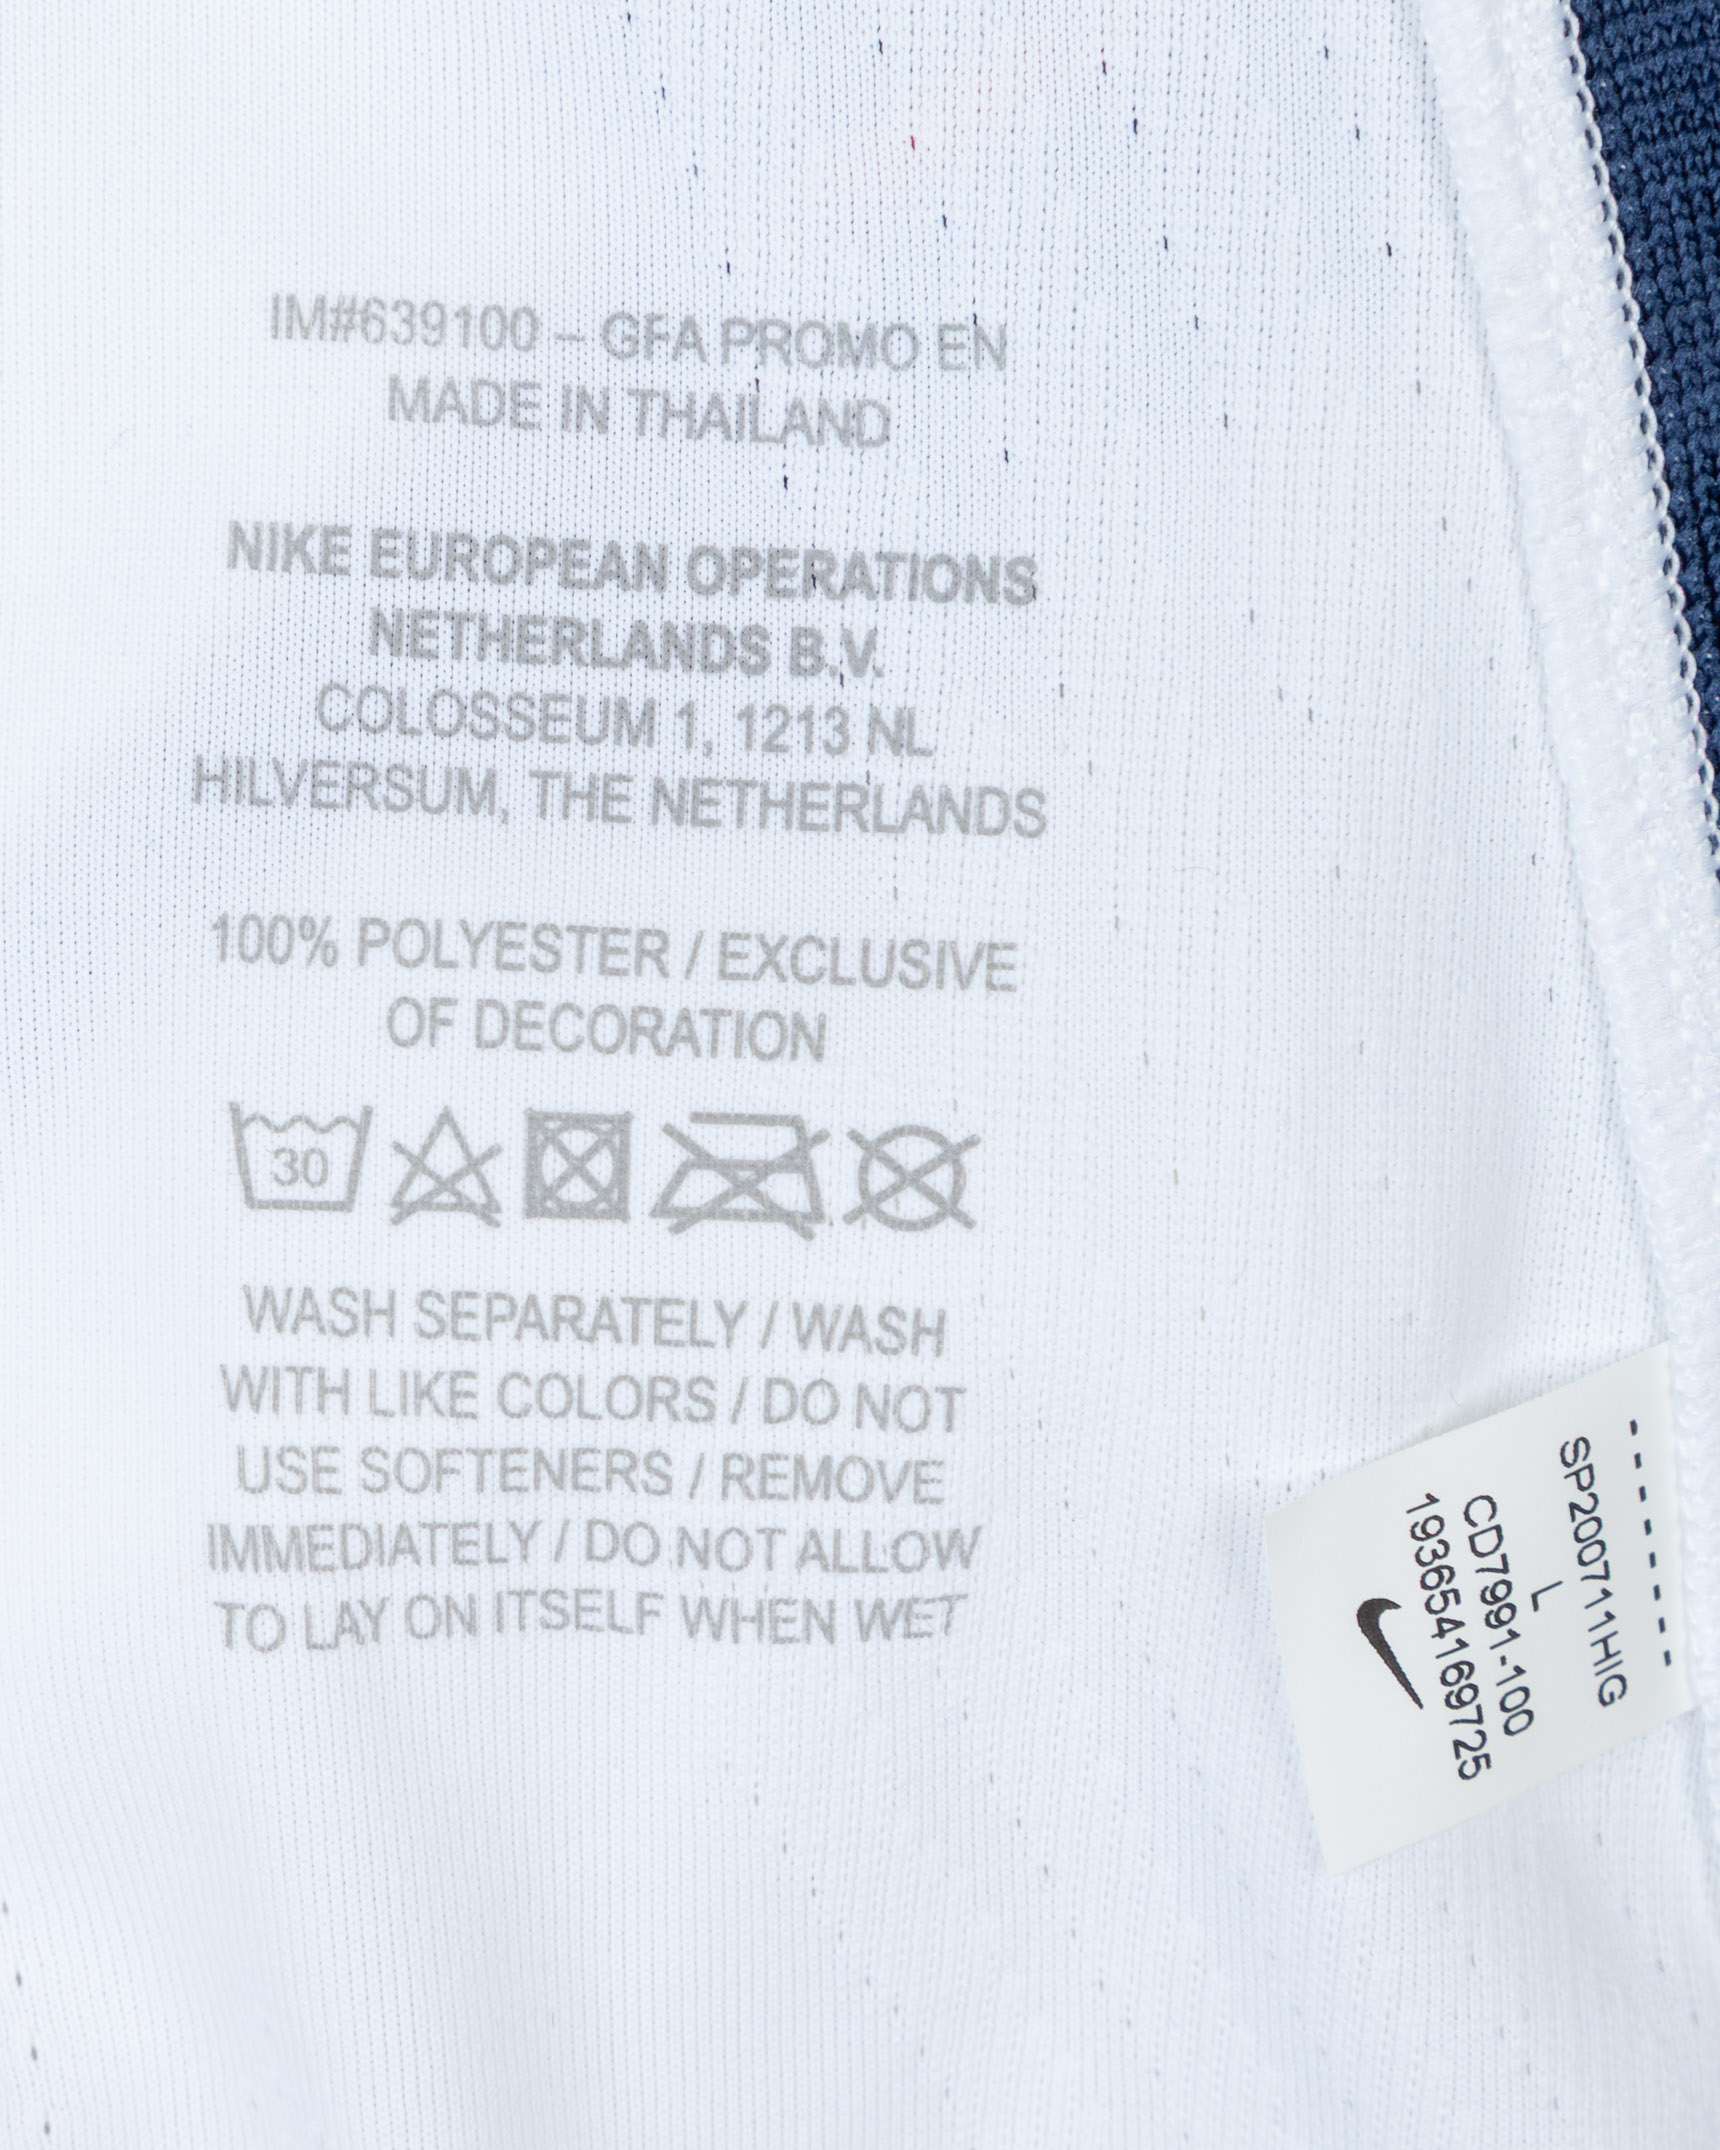 IM#639100 – GFA PROMO EN
MADE IN THAILAND
NIKE EUROPEAN OPERATIONS
NETHERLANDS B.V.
COLOSSEUM 1, 1213 NL
HILVERSUM, THE NETHERLANDS
100% POLYESTER / EXCLUSIVE
OF DECORATION
30
WASH SEPARATELY / WASH
WITH LIKE COLORS / DO NOT
USE SOFTENERS / REMOVE
IMMEDIATELY / DO NOT ALLOW
TO LAY ON ITSELF WHEN WET
SP200711HIG
L
CD7991-100
193654169725